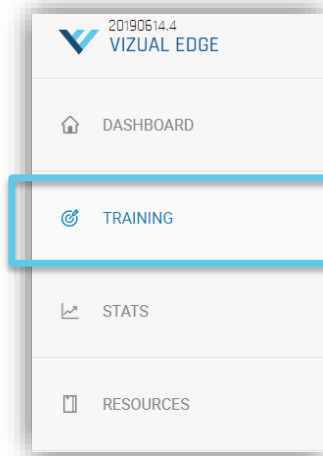 20190614.4
VIZUAL EDGE
DASHBOARD
TRAINING
STATS
RESOURCES